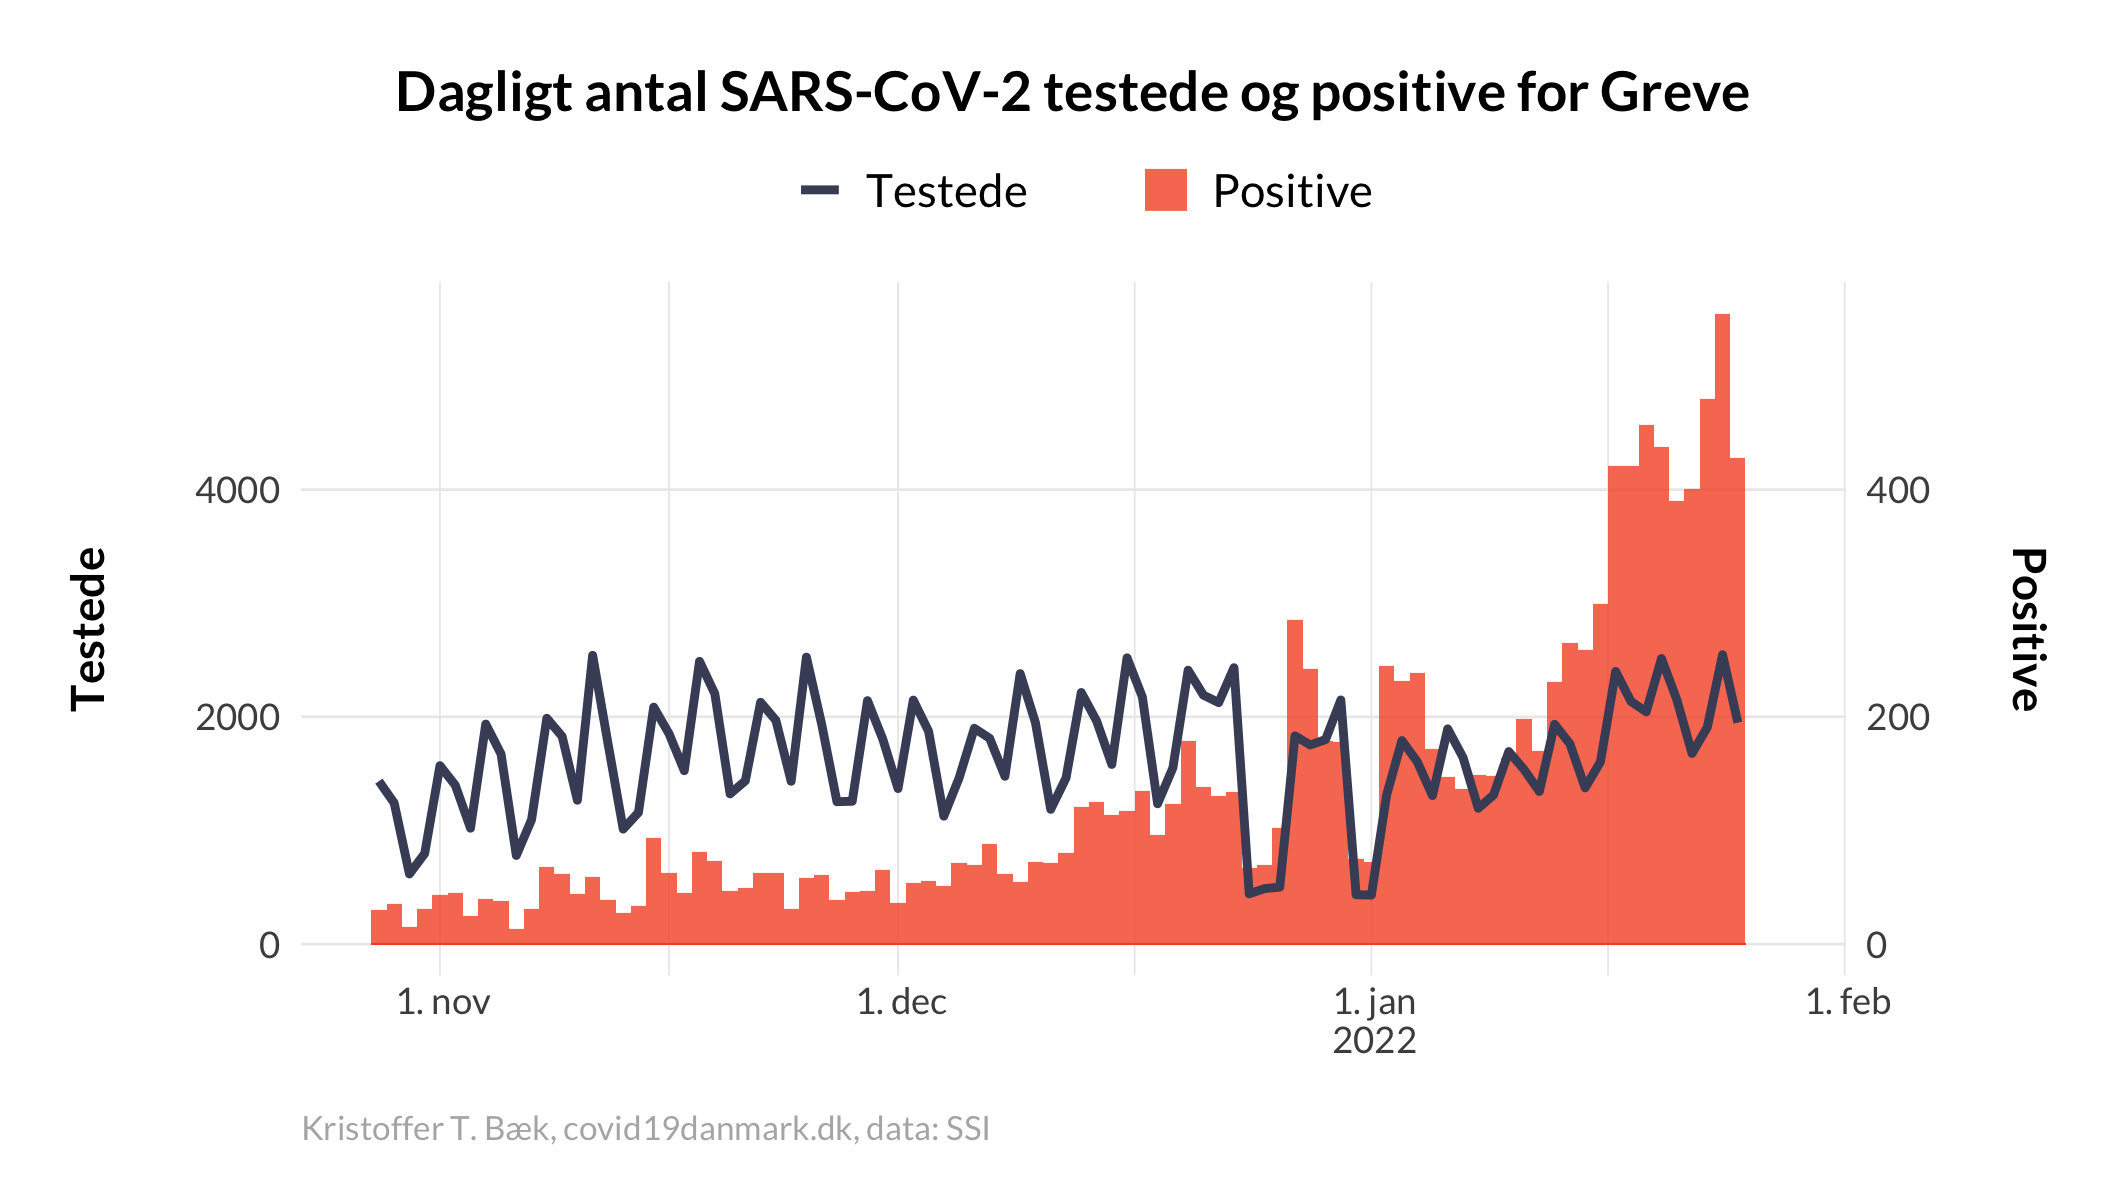 Dagligt antal SARS-CoV-2 testede og positive for Greve
Testede
Positive
4000
2000
0
Testede
400
200
0
Positive
1. nov
1. dec
1. jan
2022
1. feb
Kristoffer T. Bæk, covid19danmark.dk, data: SSI